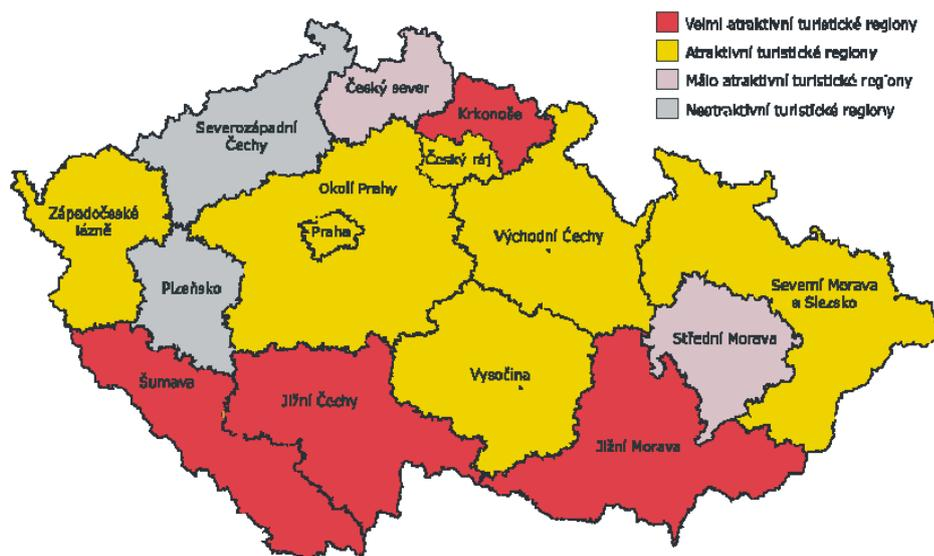 Velmi atraktivní turistické regiony
Atraktivní turistické regiony
Málo atraktivní turistické regiony
Neatraktivní turistické regiony
Český sever
Krkonoše
Severozápadní
Čechy
Český ráj
Okolí Prahy
Západočeské
lázně
Praha
Východní Čechy
Plzeňsko
Severní Morava
a Slezsko
Střední Morava
Šumava
Vysočina
Jižní Čechy
Jižní Morava